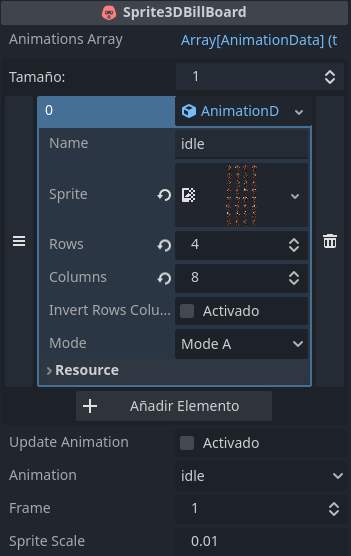 Sprite3DBillBoard
Animations Array Array[AnimationData] (t
Tamaño: 1
0 AnimationD
Name idle
Sprite
Rows 4
Columns 8
Invert Rows Colu... Activado
Mode Mode A
Resource
Añadir Elemento
Update Animation Activado
Animation idle
Frame 1
Sprite Scale 0.01